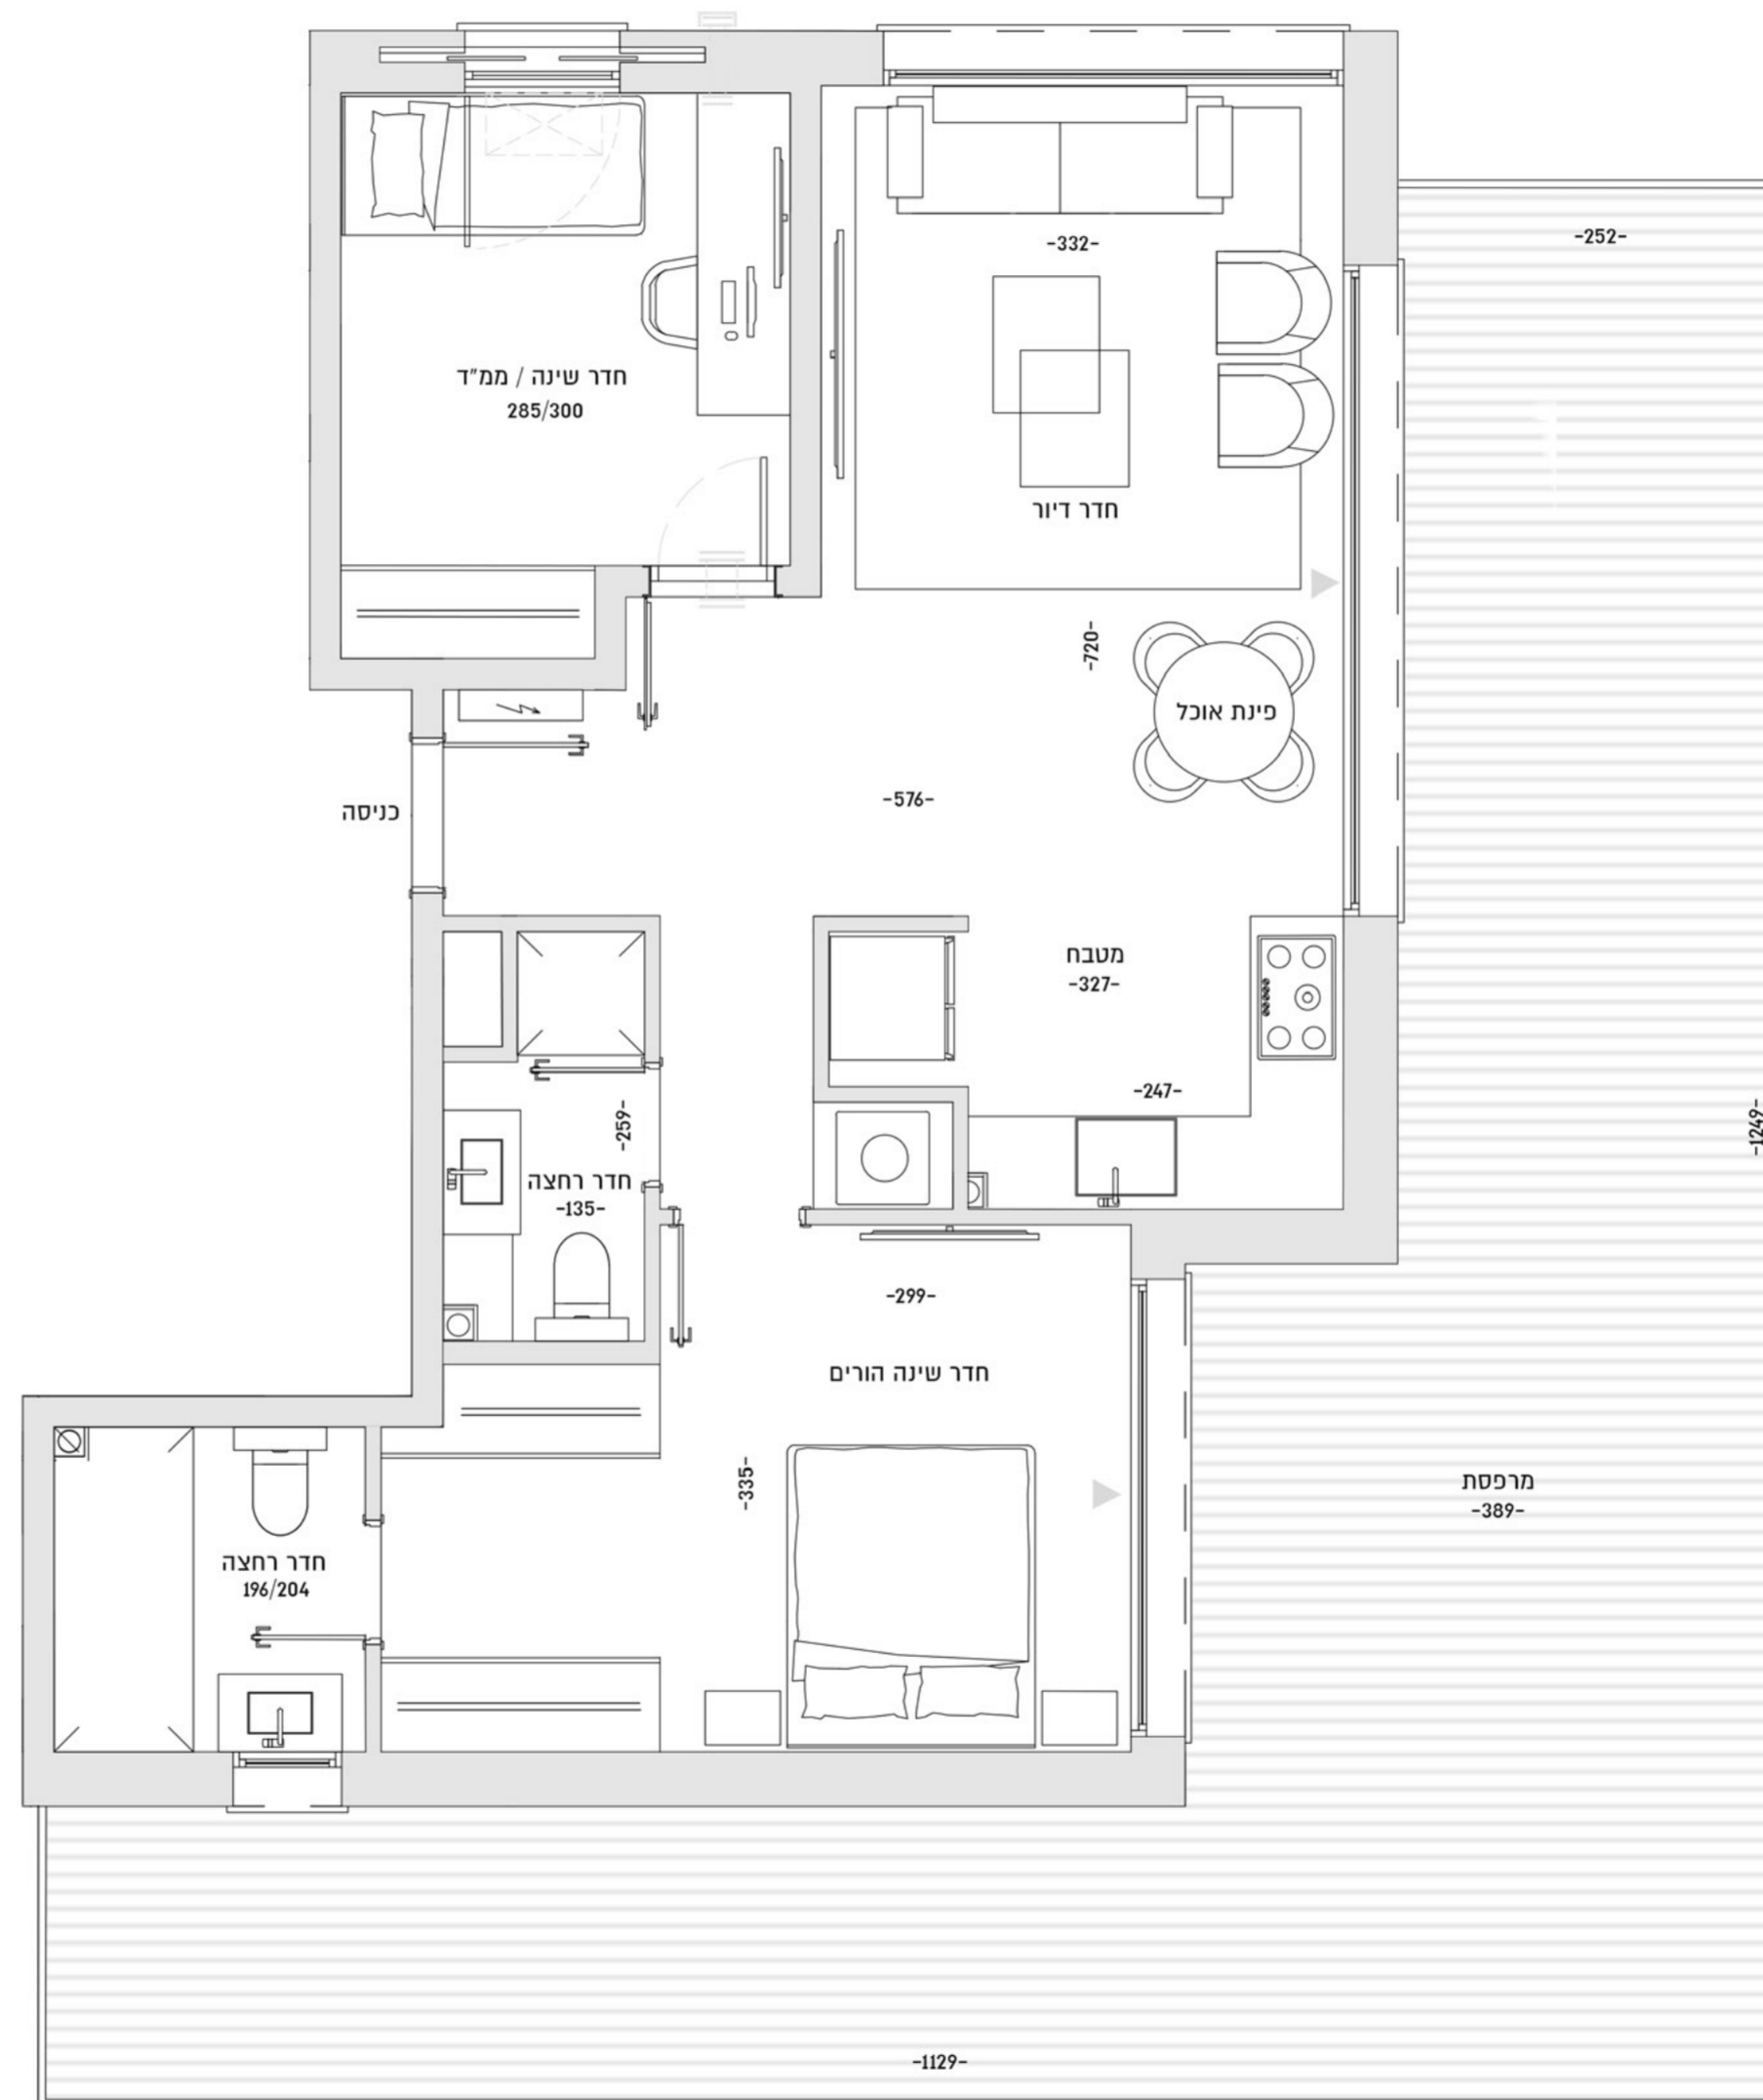 -332-
-252-
חדר שינה / ממ"ד
285/300
חדר דיור
-720-
פינת אוכל
-576-
כניסה
מטבח
-327-
-247-
-259-
-1249-
חדר רחצה
-135-
-299-
חדר שינה הורים
-335-
מרפסת
-389-
חדר רחצה
196/204
-1129-